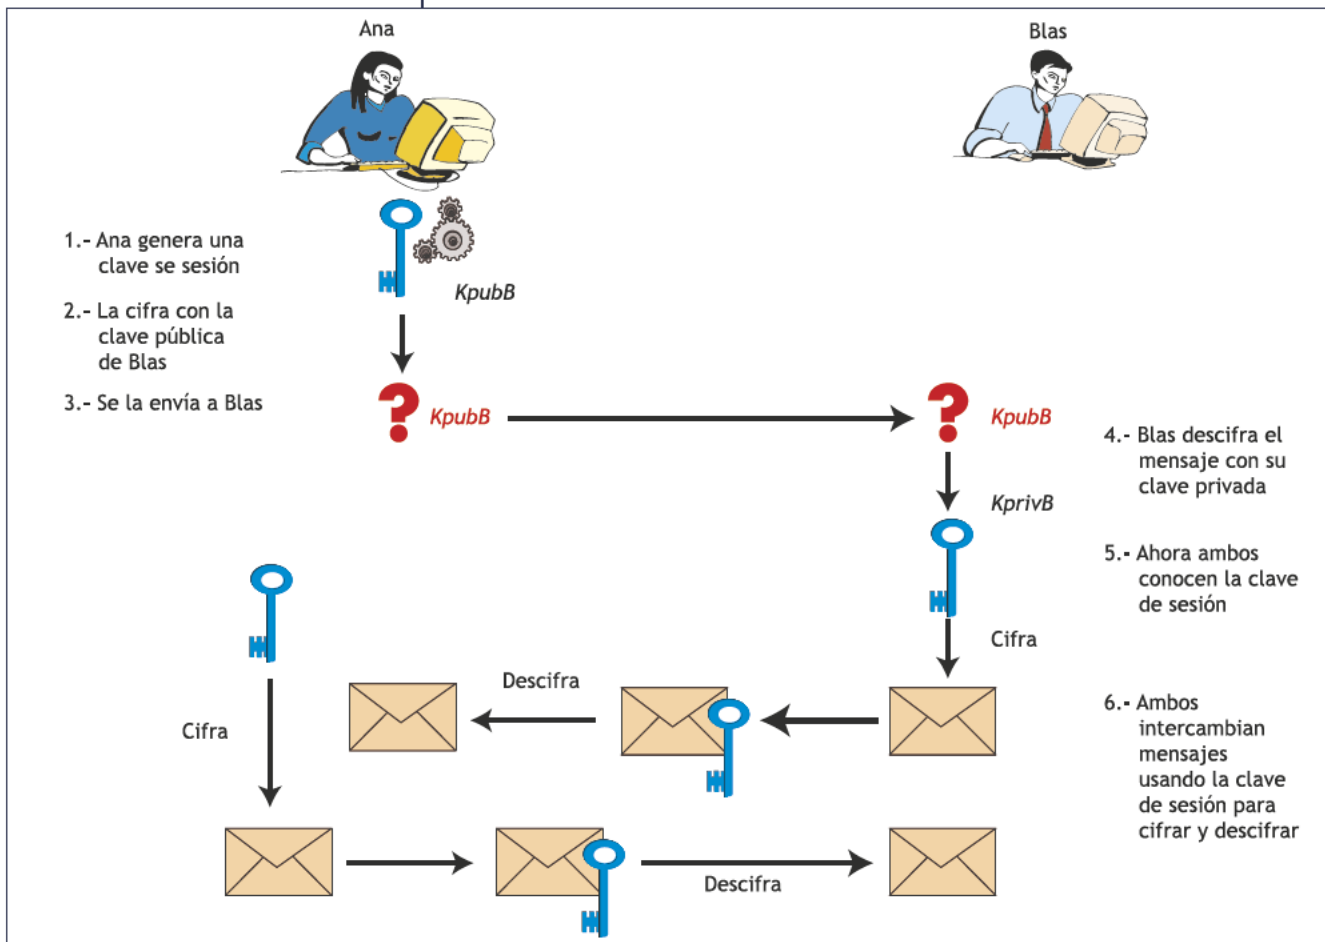 Ana
Blas
1.- Ana genera una
clave se sesión
KpubB
2.- La cifra con la
clave pública
de Blas
3.- Se la envía a Blas
KpubB
KpubB
4.- Blas descifra el
mensaje con su
clave privada
KprivB
5.- Ahora ambos
conocen la clave
de sesión
Cifra
Descifra
Cifra
6.- Ambos
intercambian
mensajes
usando la clave
de sesión para
cifrar y descifrar
Descifra